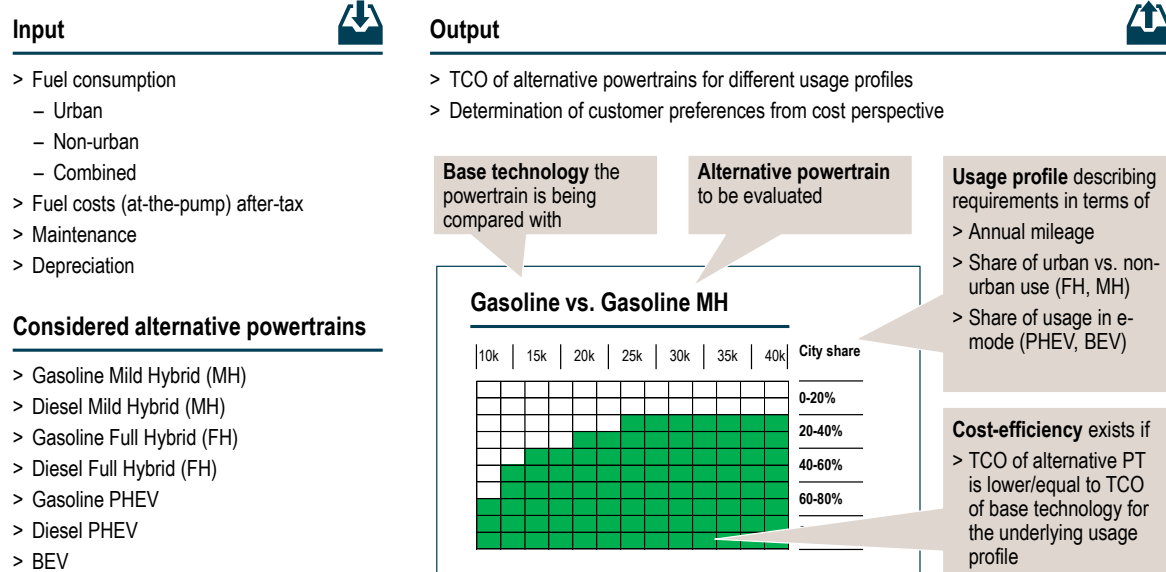 Input
> Fuel consumption
– Urban
– Non-urban
– Combined
> Fuel costs (at-the-pump) after-tax
> Maintenance
> Depreciation
Considered alternative powertrains
> Gasoline Mild Hybrid (MH)
> Diesel Mild Hybrid (MH)
> Gasoline Full Hybrid (FH)
> Diesel Full Hybrid (FH)
> Gasoline PHEV
> Diesel PHEV
> BEV
Output
> TCO of alternative powertrains for different usage profiles
> Determination of customer preferences from cost perspective
Base technology the
powertrain is being
compared with
Alternative powertrain
to be evaluated
Gasoline vs. Gasoline MH
10k 15k 20k 25k 30k 35k 40k City share
0-20%
20-40%
40-60%
60-80%
Usage profile describing
requirements in terms of
> Annual mileage
> Share of urban vs. non-
urban use (FH, MH)
> Share of usage in e-
mode (PHEV, BEV)
Cost-efficiency exists if
> TCO of alternative PT
is lower/equal to TCO
of base technology for
the underlying usage
profile